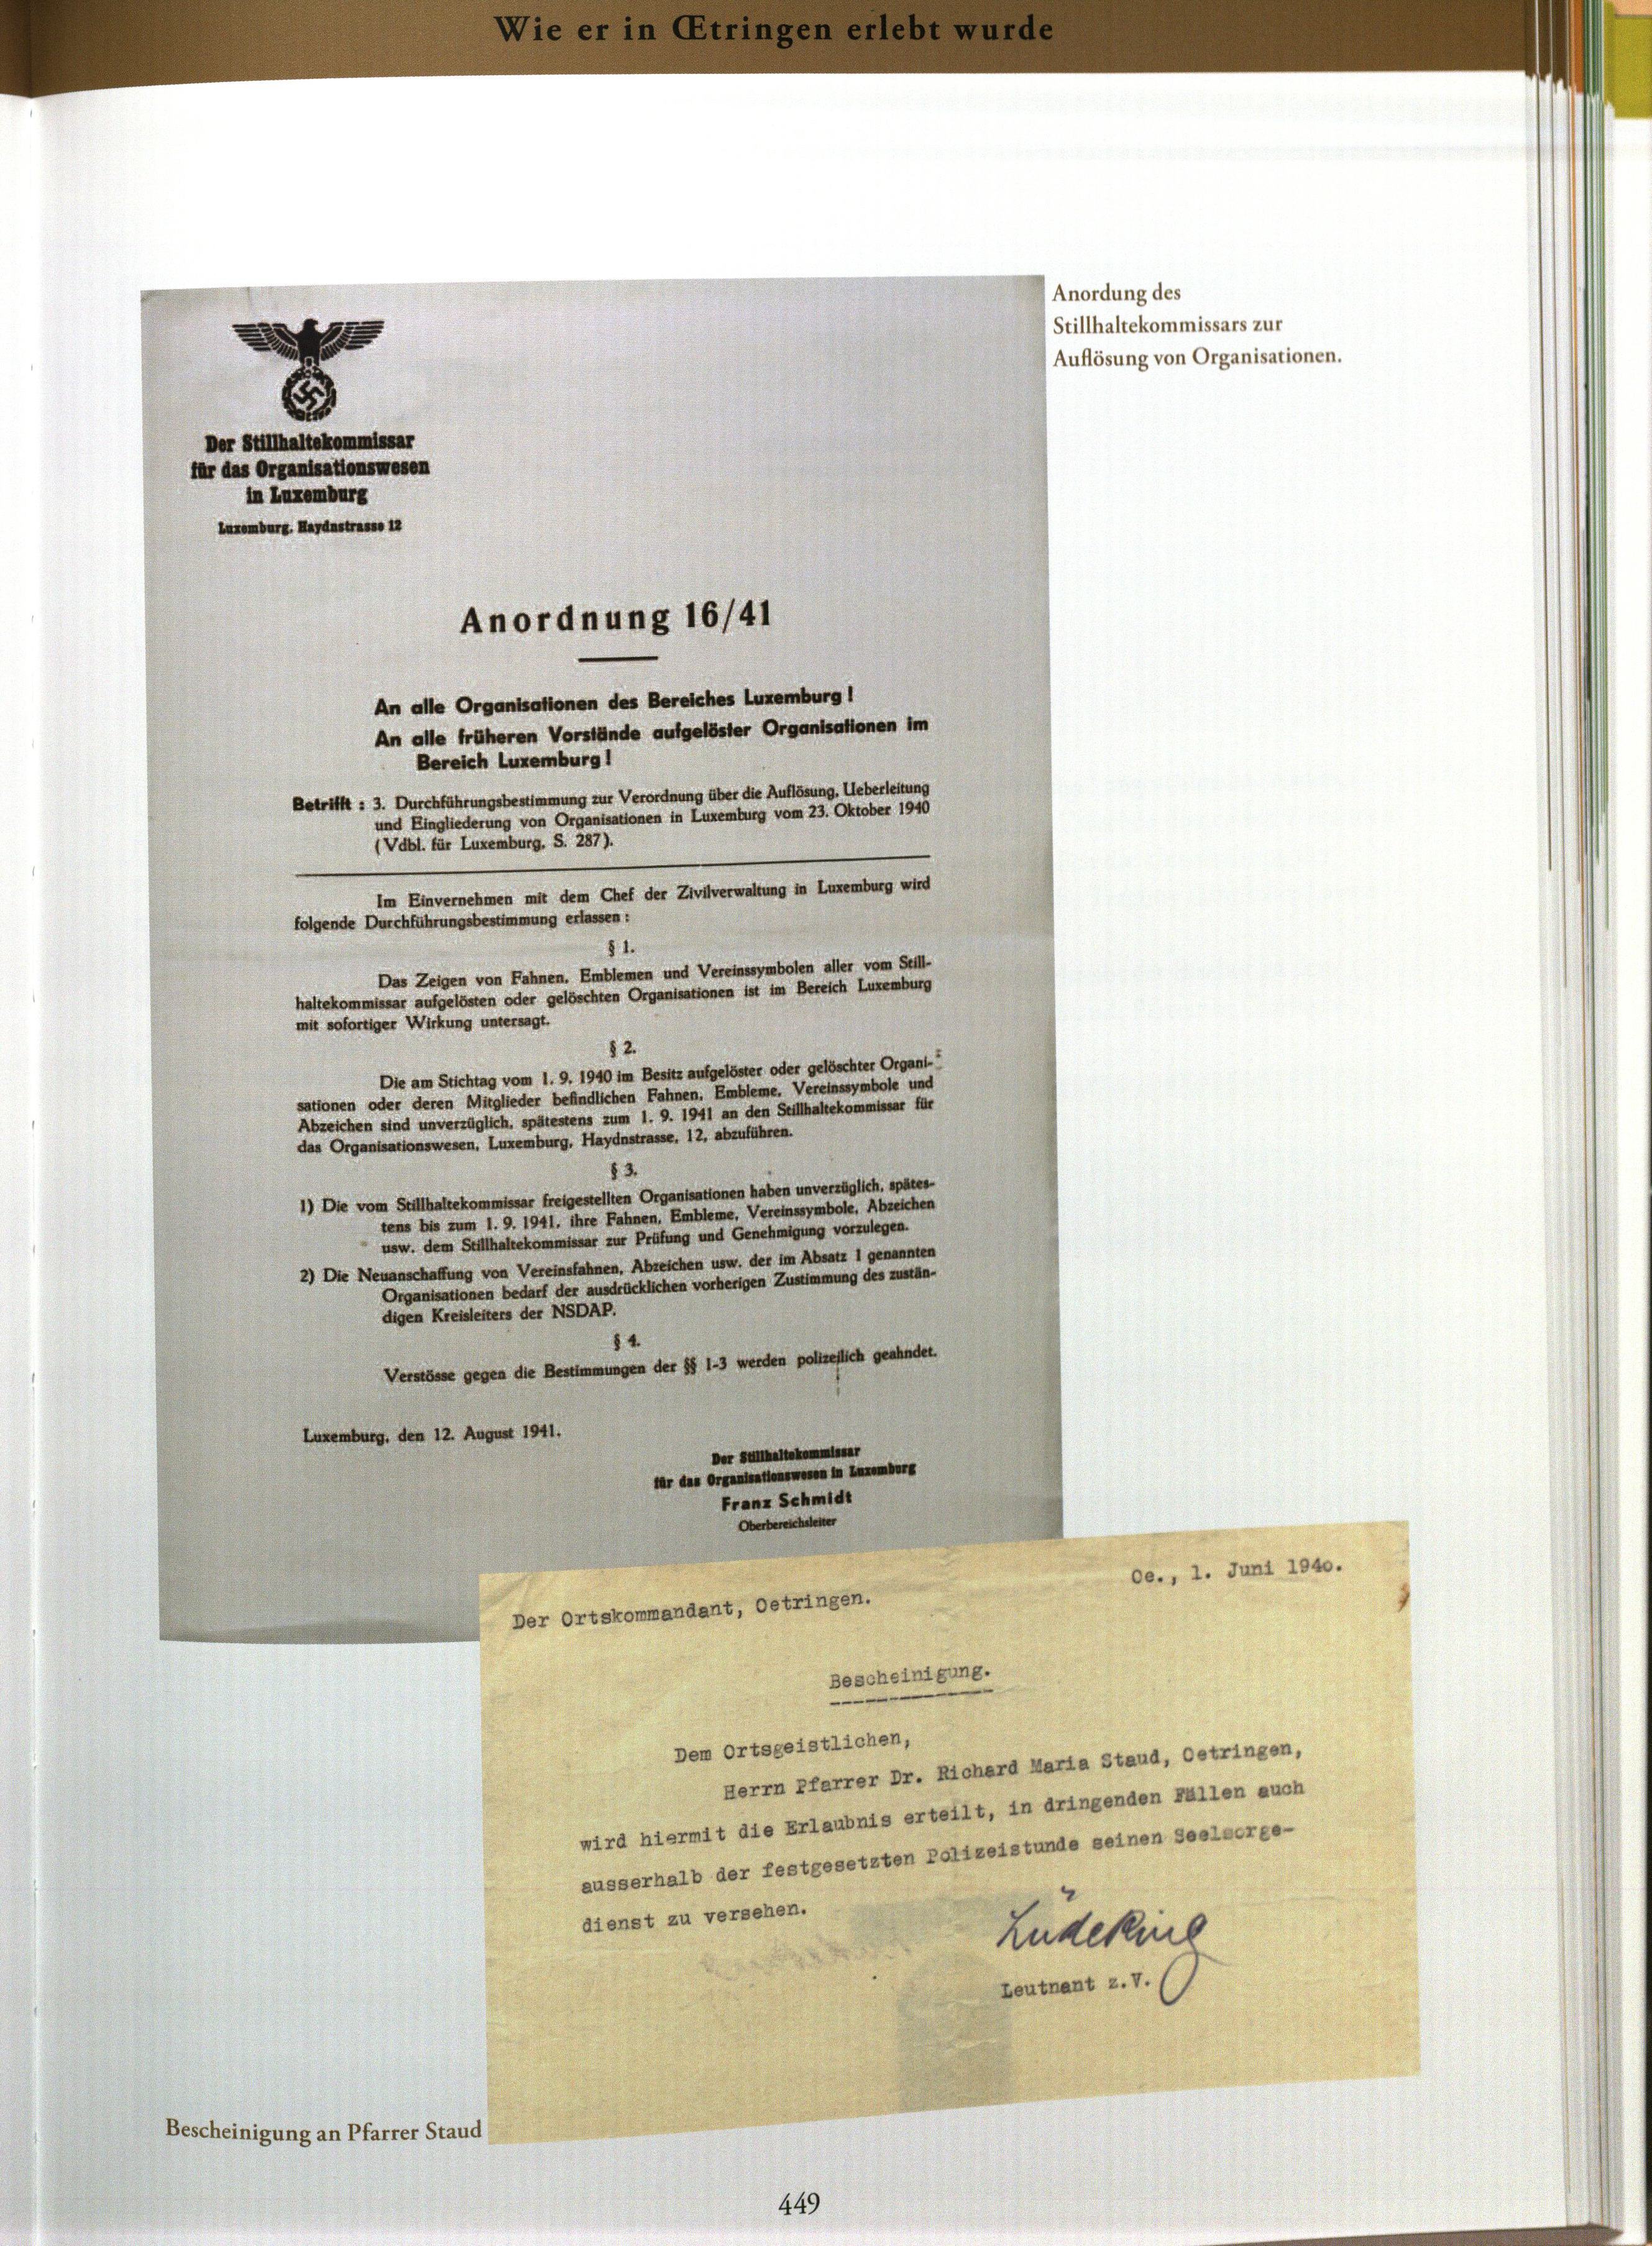 Wie er in Œtringen erlebt wurde
Anordung des
Stillhaltekommissars zur
Auflösung von Organisationen.
Der Stillhaltekommissar
für das Organisationswesen
in Luxemburg
Luxemburg, Haydnstrasse 12
Anordnung 16/41
An alle Organisationen des Bereiches Luxemburg !
An alle früheren Vorstände aufgelöster Organisationen im
Bereich Luxemburg !
Betrifft : 3. Durchführungsbestimmung zur Verordnung über die Auflösung, Ueberleitung
und Eingliederung von Organisationen in Luxemburg vom 23. Oktober 1940
(Vdbl. für Luxemburg, S. 287).
Im Einvernehmen mit dem Chef der Zivilverwaltung in Luxemburg wird
folgende Durchführungsbestimmung erlassen :
§ 1.
Das Zeigen von Fahnen, Emblemen und Vereinssymbolen aller vom Still-
haltekommissar aufgelösten oder gelöschten Organisationen ist im Bereich Luxemburg
mit sofortiger Wirkung untersagt.
§ 2.
Die am Stichtag vom 1. 9. 1940 im Besitz aufgelöster oder gelöschter Organi-
sationen oder deren Mitglieder befindlichen Fahnen, Embleme, Vereinssymbole und
Abzeichen sind unverzüglich, spätestens zum 1. 9. 1941 an den Stillhaltekommissar für
das Organisationswesen, Luxemburg, Haydnstrasse, 12, abzuführen.
§ 3.
1) Die vom Stillhaltekommissar freigestellten Organisationen haben unverzüglich, spätes-
tens bis zum 1. 9. 1941, ihre Fahnen, Embleme, Vereinssymbole, Abzeichen
usw. dem Stillhaltekommissar zur Prüfung und Genehmigung vorzulegen.
2) Die Neuanschaffung von Vereinsfahnen, Abzeichen usw. der im Absatz 1 genannten
Organisationen bedarf der ausdrücklichen vorherigen Zustimmung des zustän-
digen Kreisleiters der NSDAP.
§ 4.
Verstösse gegen die Bestimmungen der §§ 1-3 werden polizeilich geahndet.
Luxemburg, den 12. August 1941.
Der Stillhaltekommissar
für das Organisationswesen in Luxemburg
Franz Schmidt
Oberbereichsleiter
Oe., 1. Juni 1940.
Der Ortskommandant, Oetringen.
Bescheinigung.
Dem Ortsgeistlichen,
Herrn Pfarrer Dr. Richard Maria Staud, Oetringen,
wird hiermit die Erlaubnis erteilt, in dringenden Fällen auch
ausserhalb der festgesetzten Polizeistunde seinen Seelsorge-
dienst zu versehen.
Lüdeking
Leutnant z.V.
Bescheinigung an Pfarrer Staud
449